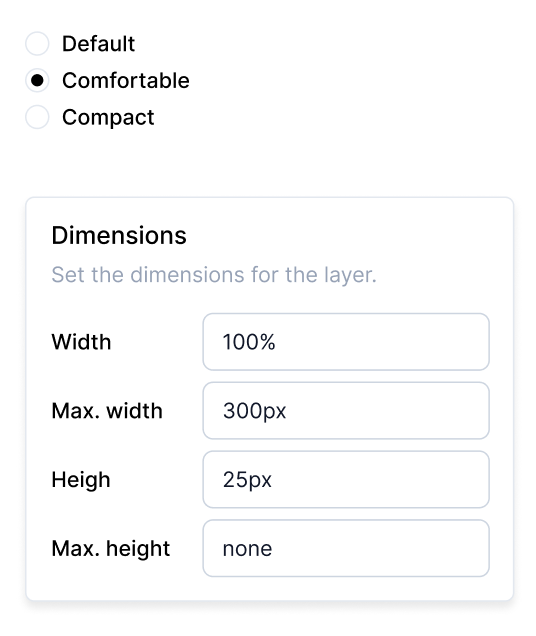 Default
Comfortable
Compact
Dimensions
Set the dimensions for the layer.
Width 100%
Max. width 300px
Heigh 25px
Max. height none